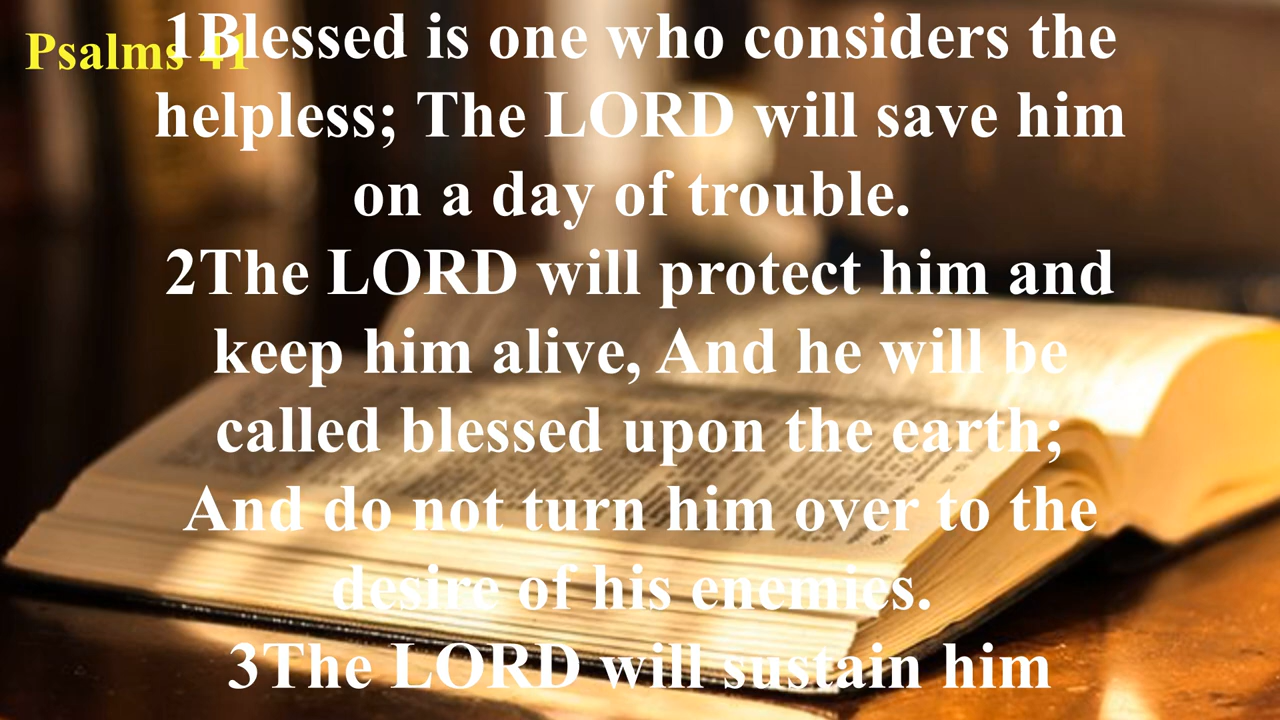 Psalms 41
1Blessed is one who considers the
helpless; The LORD will save him
on a day of trouble.
2The LORD will protect him and
keep him alive, And he will be
called blessed upon the earth;
And do not turn him over to the
desire of his enemies.
3The LORD will sustain him